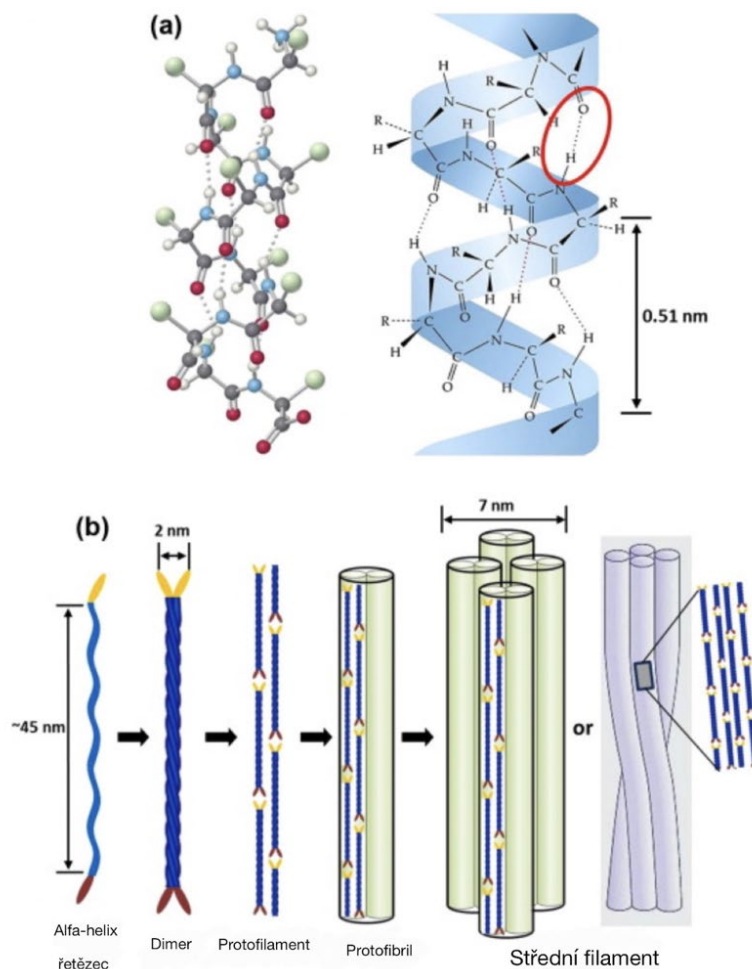 (a)
0.51 nm
(b)
2 nm
7 nm
~45 nm
or
Alfa-helix
řetězec
Dimer
Protofilament
Protofibril
Střední filament